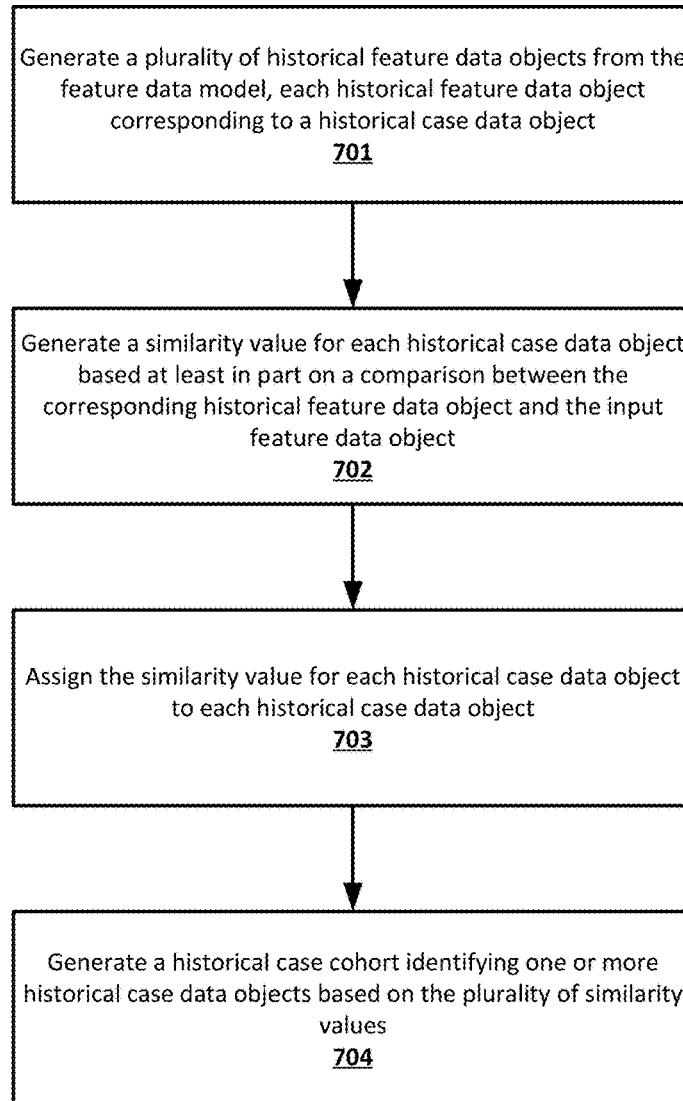 Generate a plurality of historical feature data objects from the
feature data model, each historical feature data object
corresponding to a historical case data object
701
Generate a similarity value for each historical case data object
based at least in part on a comparison between the
corresponding historical feature data object and the input
feature data object
702
Assign the similarity value for each historical case data object
to each historical case data object
703
Generate a historical case cohort identifying one or more
historical case data objects based on the plurality of similarity
values
704